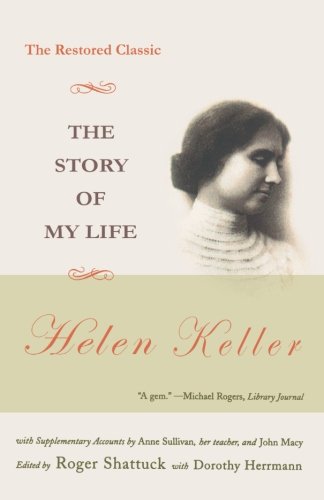 The Restored Classic
THE
STORY
OF
MY LIFE
Helen Keller
"A gem." —Michael Rogers, Library Journal
with Supplementary Accounts by Anne Sullivan, her teacher, and John Macy
Edited by Roger Shattuck with Dorothy Herrmann